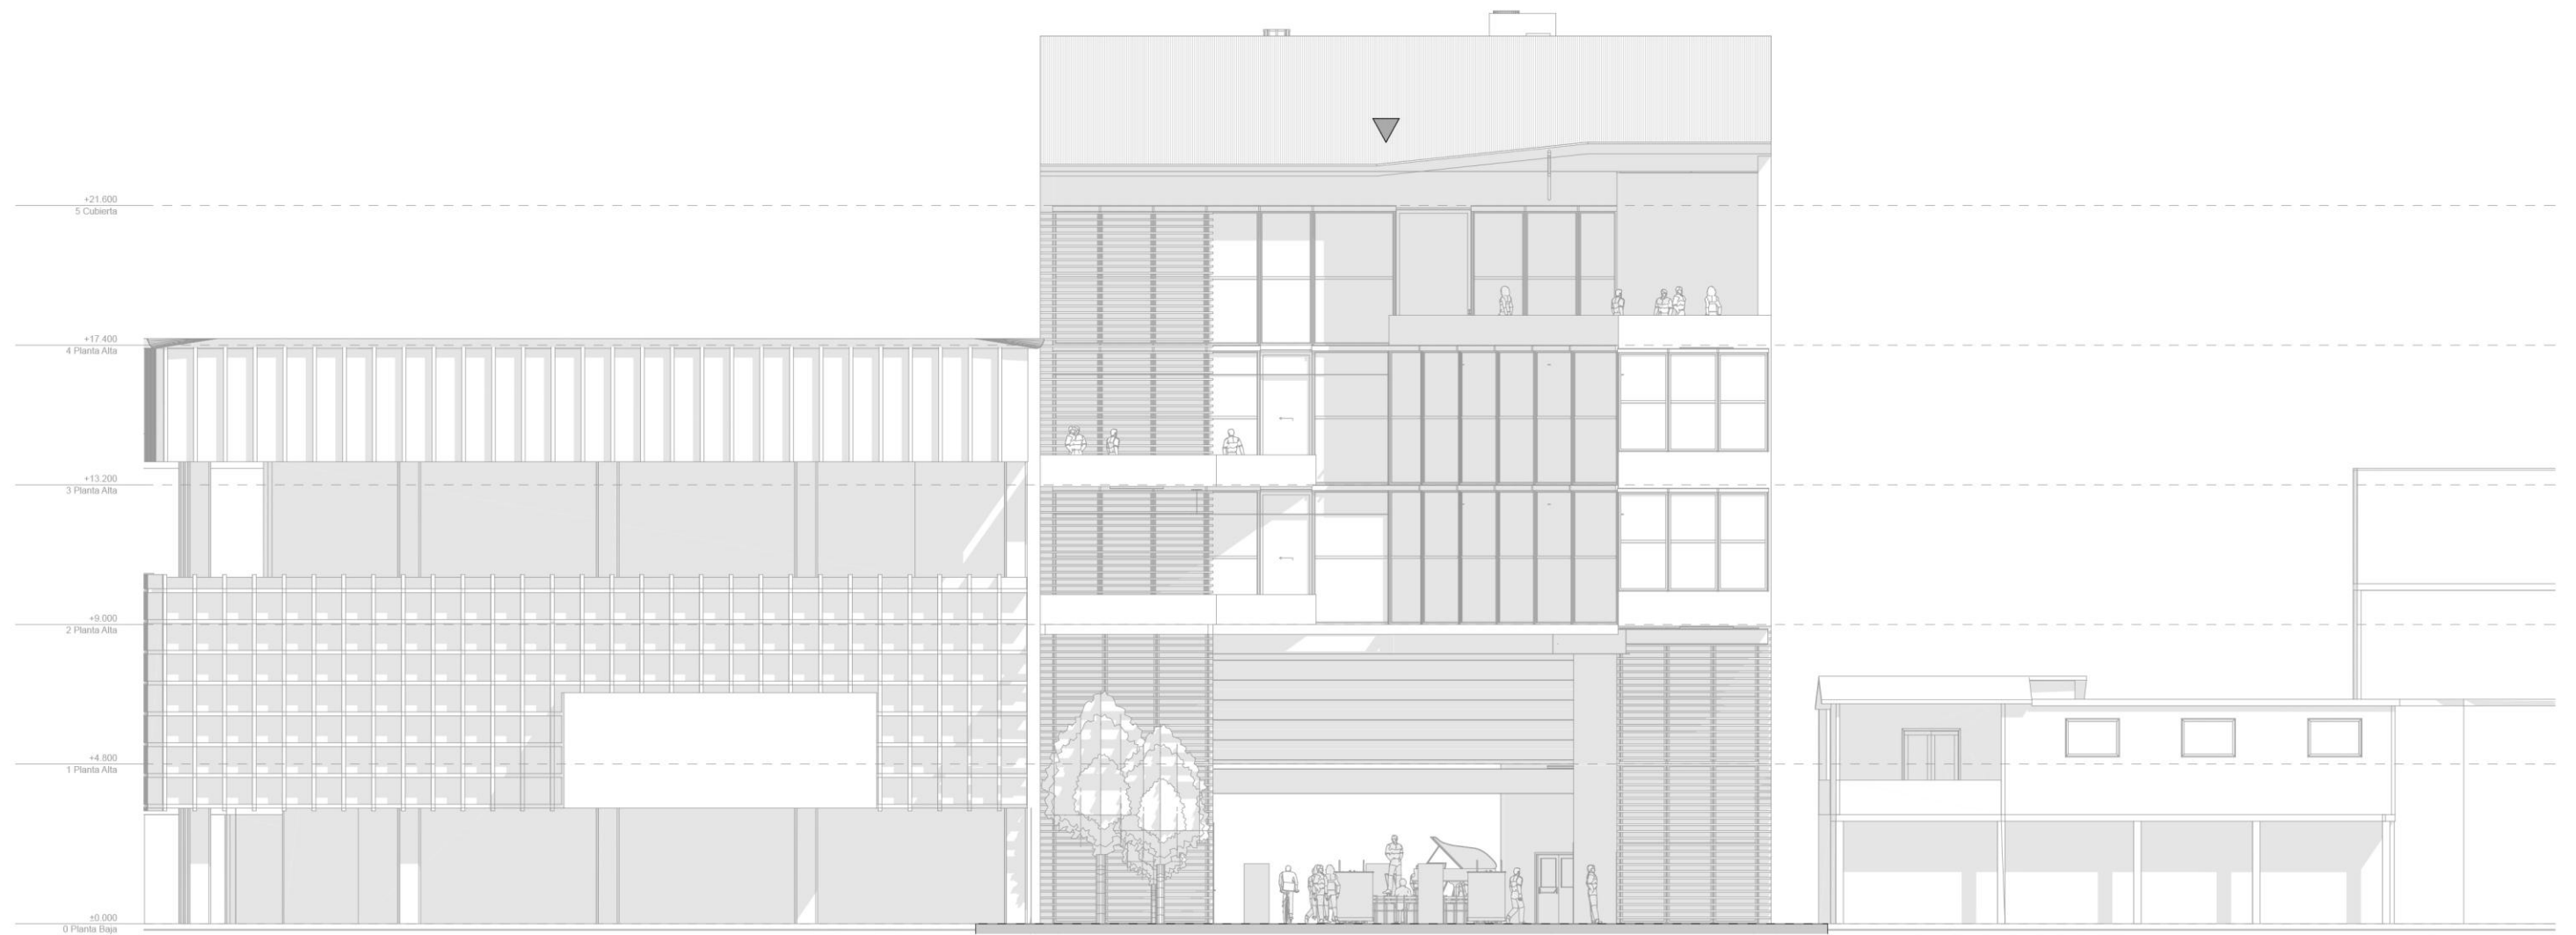 +21.600
5 Cubierta
+17.400
4 Planta Alta
+13.200
3 Planta Alta
+9.000
2 Planta Alta
+4.800
1 Planta Alta
±0.000
0 Planta Baja